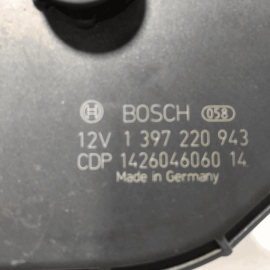 BOSCH 058
12V 1 397 220 943
CDP 1426046060 14
Made in Germany